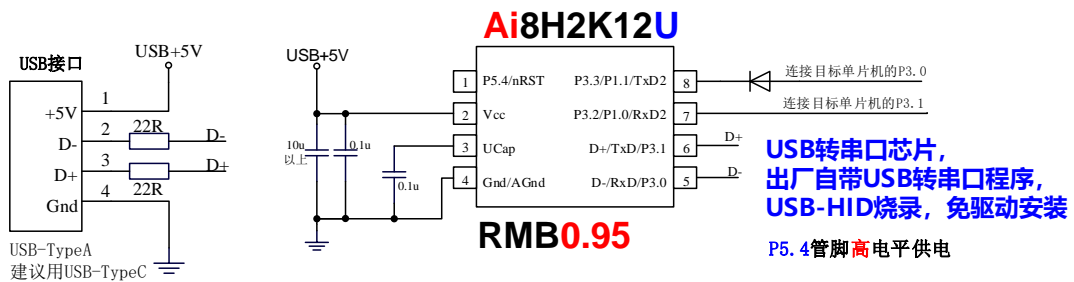 Ai8H2K12U
USB接口
USB+5V
+5V
1
D-
2
22R
D-
D+
3
22R
D+
Gnd
4
USB-TypeA
建议用USB-TypeC
USB+5V
10u
以上
0.1u
0.1u
1
P5.4/nRST
2
Vcc
3
UCap
4
Gnd/AGnd
P3.3/P1.1/TxD2
8
P3.2/P1.0/RxD2
7
D+/TxD/P3.1
6
D-/RxD/P3.0
5
连接目标单片机的P3.0
连接目标单片机的P3.1
D+
D-
RMB0.95
USB转串口芯片，
出厂自带USB转串口程序，
USB-HID烧录，免驱动安装
P5.4管脚高电平供电